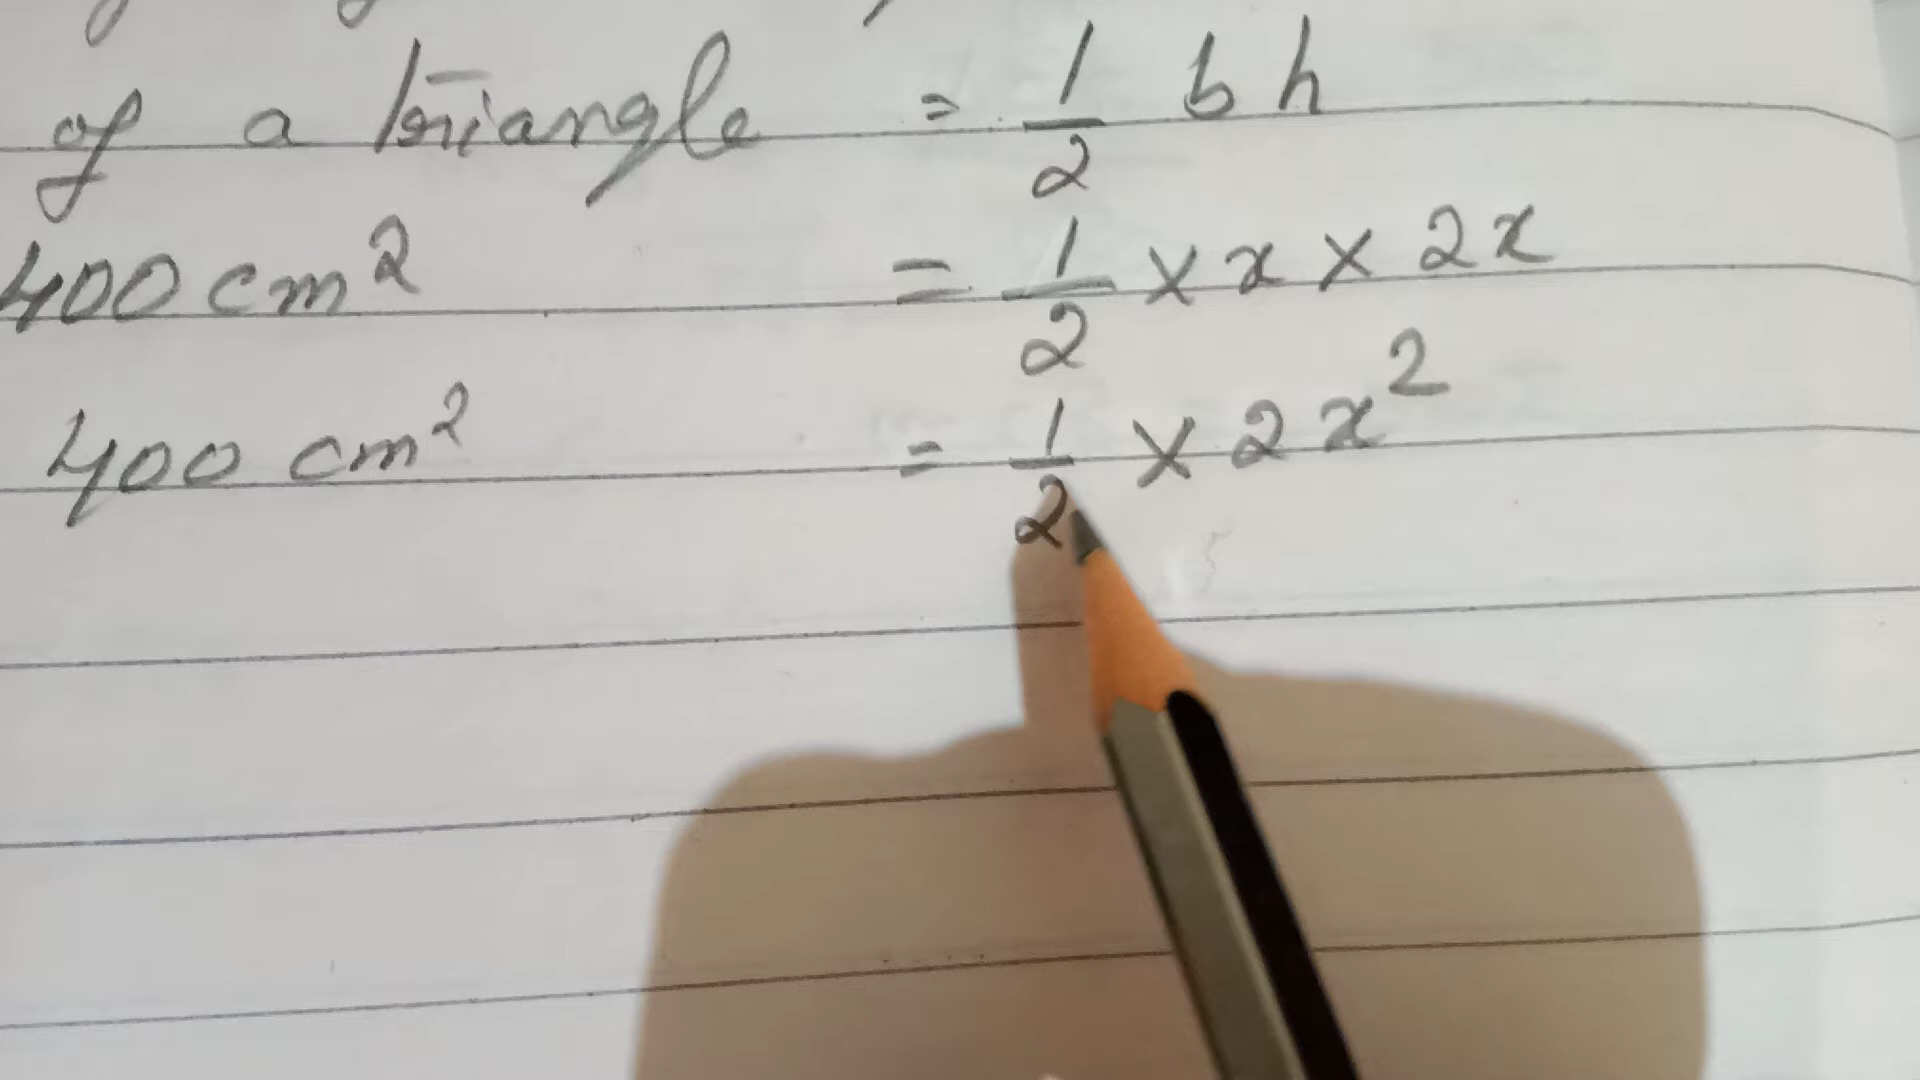 of a triangle = 1/2 b h
400 cm² = 1/2 × x × 2x
400 cm² = 1/2 × 2x²